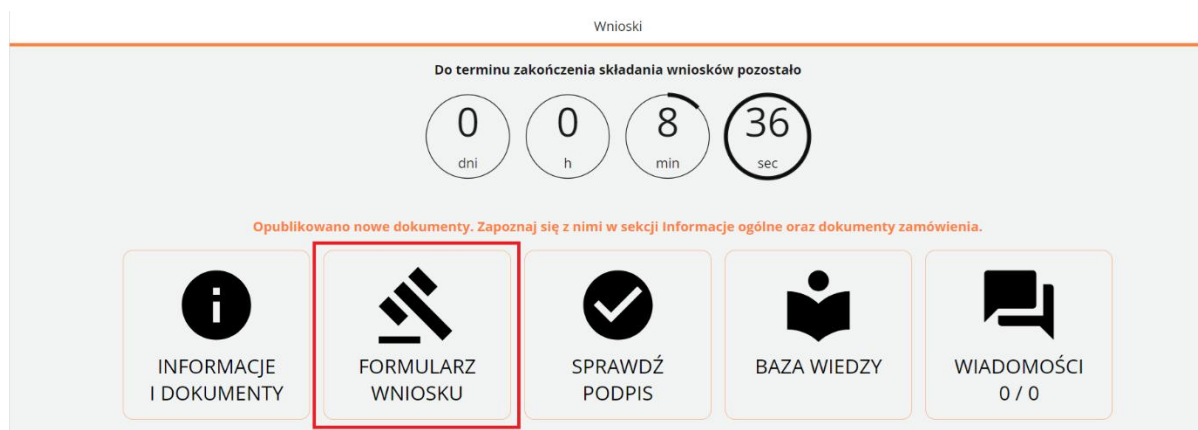 Wnioski
Do terminu zakończenia składania wniosków pozostało
0 0 8 36
dni h min sec
Opublikowano nowe dokumenty. Zapoznaj się z nimi w sekcji Informacje ogólne oraz dokumenty zamówienia.
INFORMACJE
I DOKUMENTY
FORMULARZ
WNIOSKU
SPRAWDŹ
PODPIS
BAZA WIEDZY
WIADOMOŚCI
0 / 0